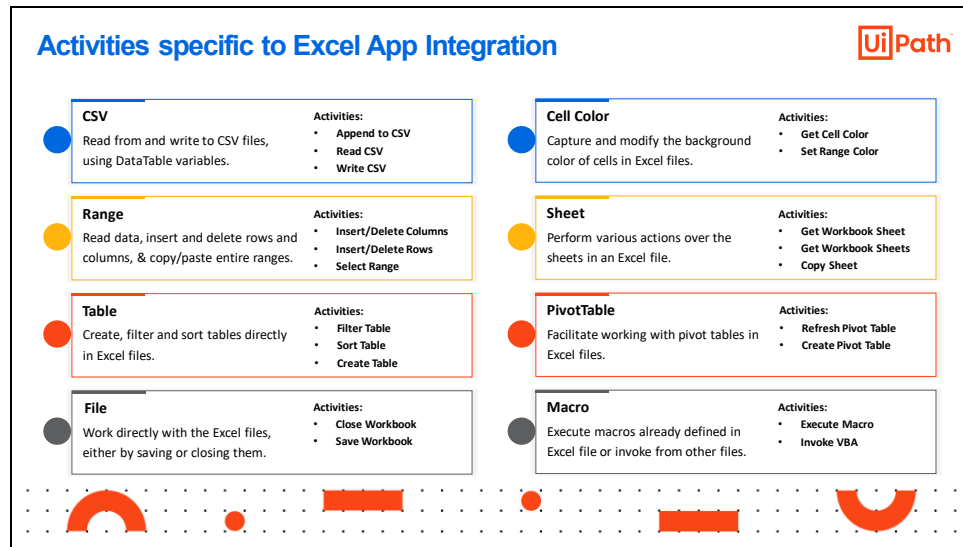 Activities specific to Excel App Integration
UiPath
CSV
Read from and write to CSV files,
using DataTable variables.
Activities:
• Append to CSV
• Read CSV
• Write CSV
Cell Color
Capture and modify the background
color of cells in Excel files.
Activities:
• Get Cell Color
• Set Range Color
Range
Read data, insert and delete rows and
columns, & copy/paste entire ranges.
Activities:
• Insert/Delete Columns
• Insert/Delete Rows
• Select Range
Sheet
Perform various actions over the
sheets in an Excel file.
Activities:
• Get Workbook Sheet
• Get Workbook Sheets
• Copy Sheet
Table
Create, filter and sort tables directly
in Excel files.
Activities:
• Filter Table
• Sort Table
• Create Table
PivotTable
Facilitate working with pivot tables in
Excel files.
Activities:
• Refresh Pivot Table
• Create Pivot Table
File
Work directly with the Excel files,
either by saving or closing them.
Activities:
• Close Workbook
• Save Workbook
Macro
Execute macros already defined in
Excel file or invoke from other files.
Activities:
• Execute Macro
• Invoke VBA